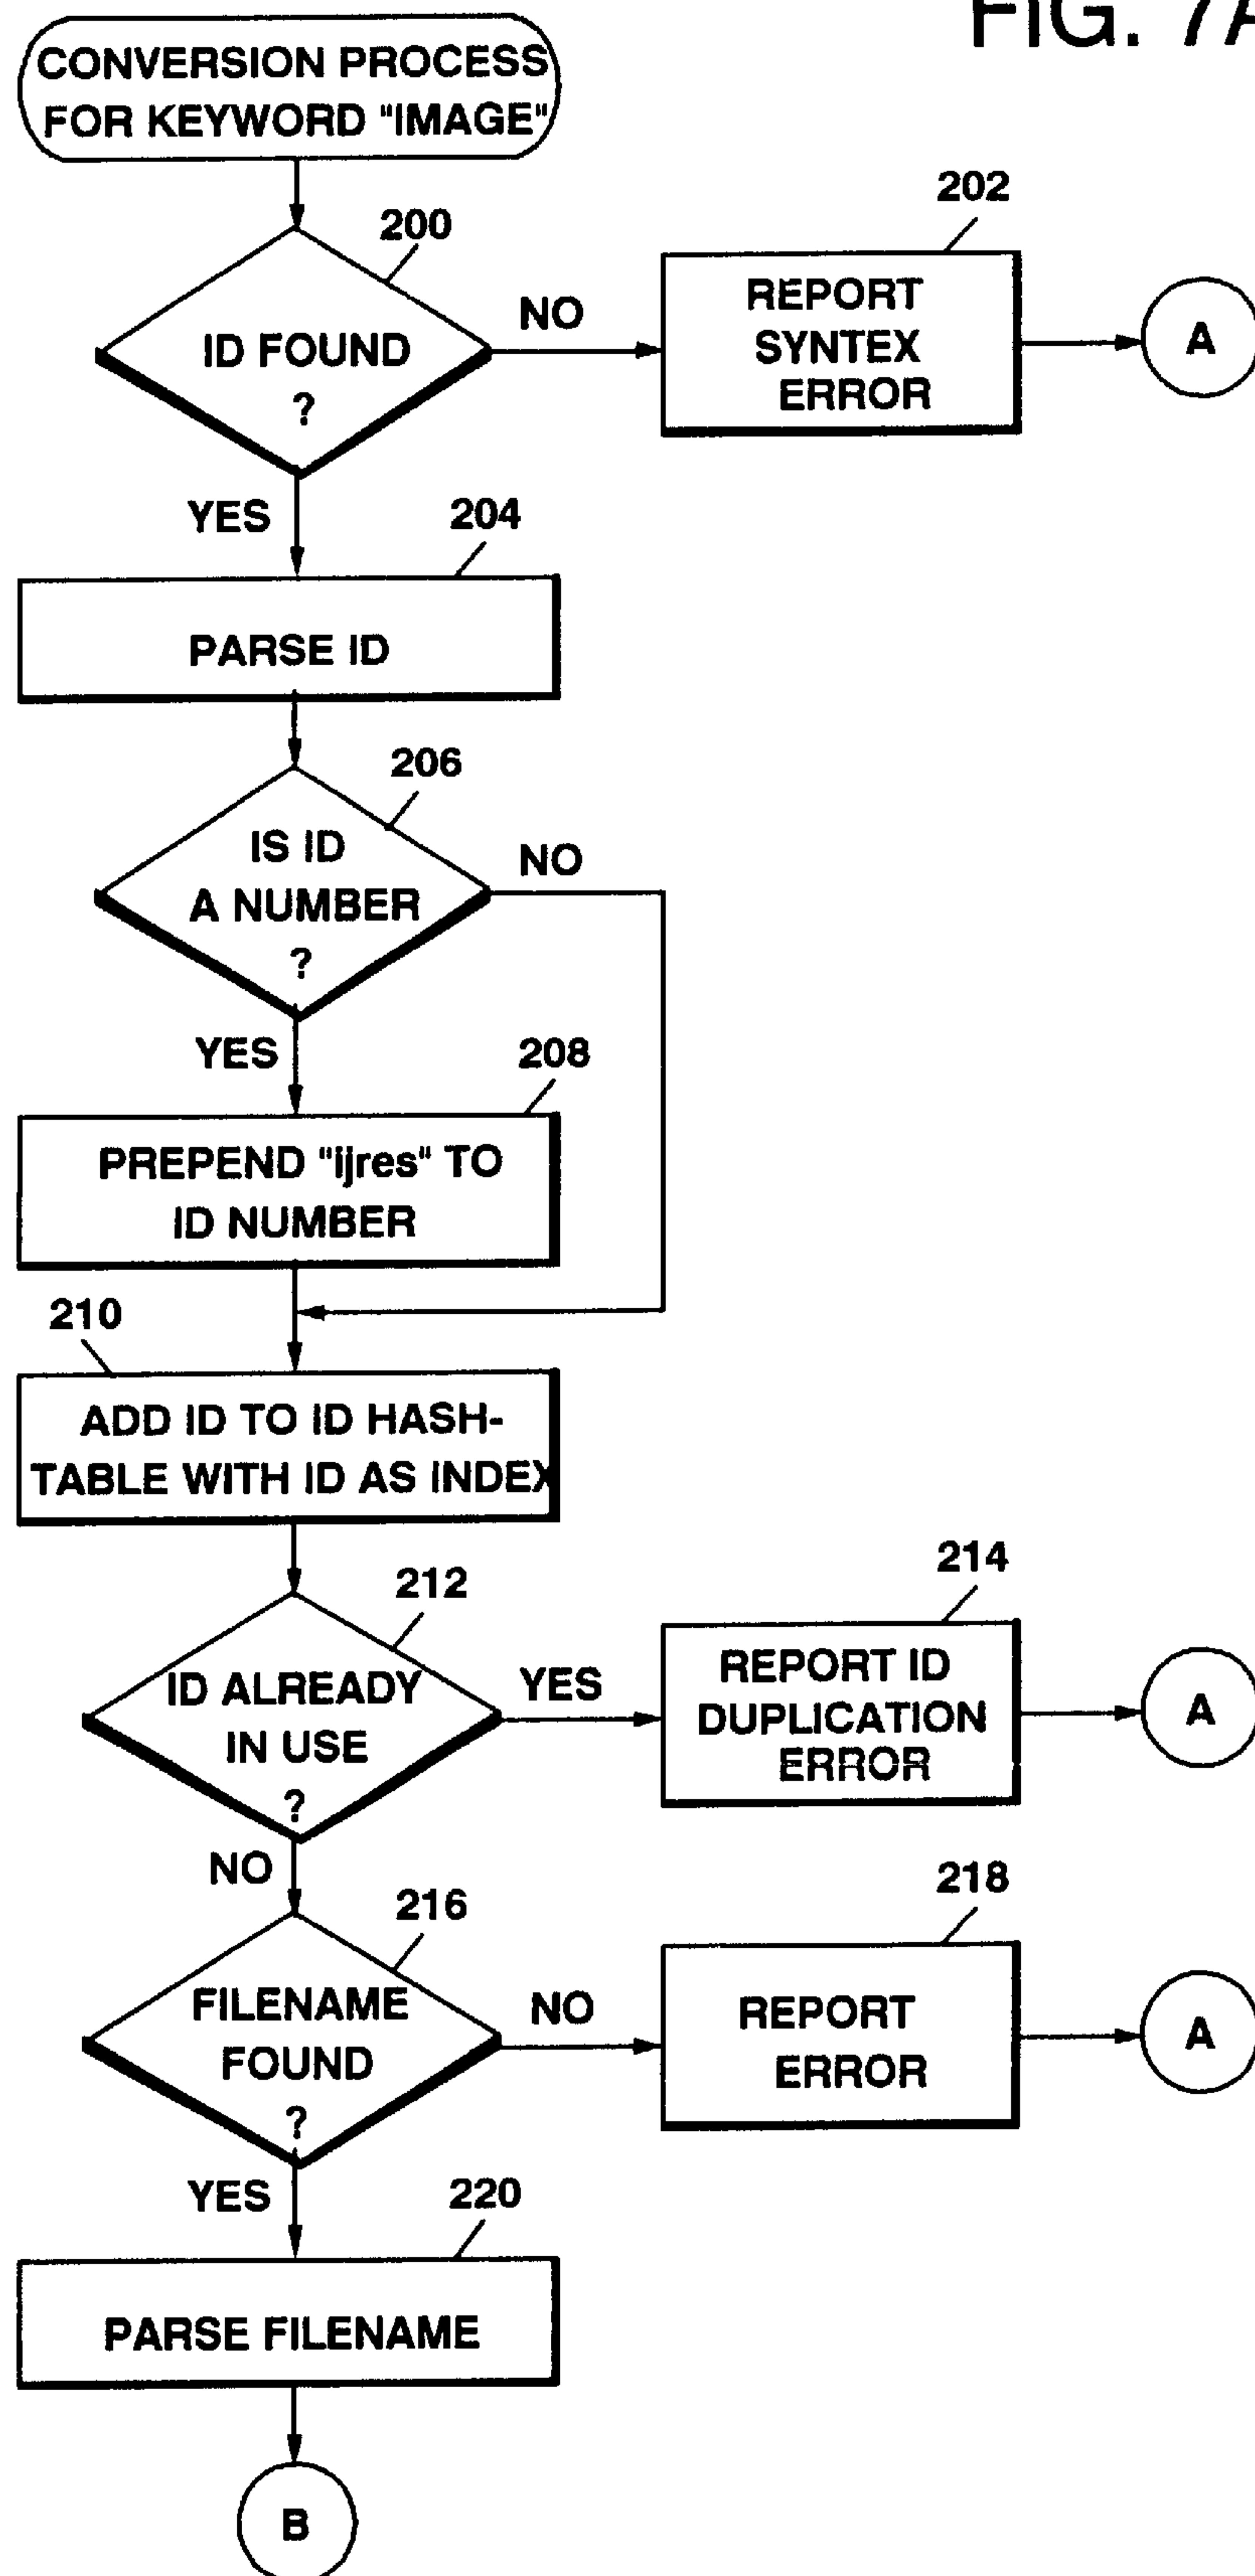 FIG. 7A
CONVERSION PROCESS
FOR KEYWORD "IMAGE"
200
ID FOUND
?
NO
202
REPORT
SYNTEX
ERROR
A
YES
204
PARSE ID
206
IS ID
A NUMBER
?
NO
YES
208
PREPEND "ijres" TO
ID NUMBER
210
ADD ID TO ID HASH-
TABLE WITH ID AS INDEX
212
ID ALREADY
IN USE
?
YES
214
REPORT ID
DUPLICATION
ERROR
A
NO
216
FILENAME
FOUND
?
NO
218
REPORT
ERROR
A
YES
220
PARSE FILENAME
B